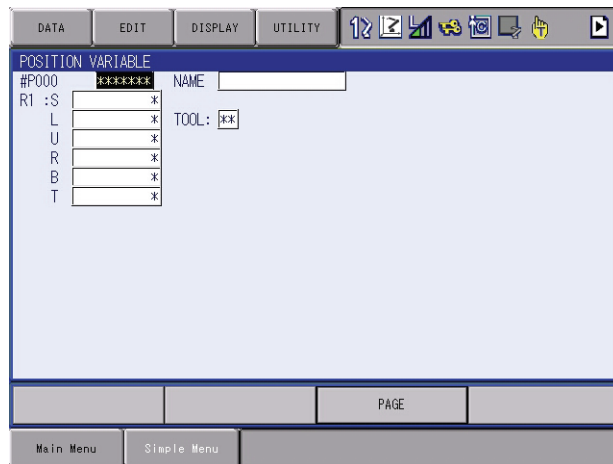 DATA EDIT DISPLAY UTILITY
POSITION VARIABLE
#P000 ******* NAME
R1 :S *
L * TOOL: **
U *
R *
B *
T *
PAGE
Main Menu Simple Menu